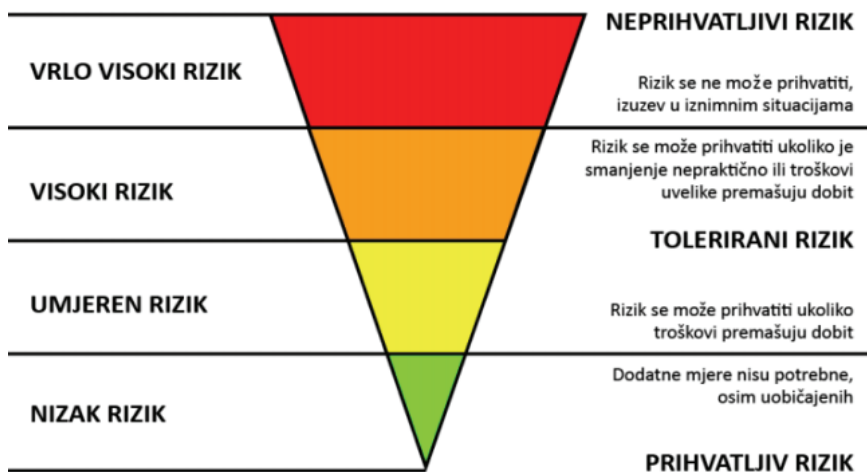 NEPRIHVATLJIVI RIZIK
VRLO VISOKI RIZIK
Rizik se ne može prihvatiti,
izuzev u iznimnim situacijama
Rizik se može prihvatiti ukoliko je
smanjenje nepraktično ili troškovi
uvelike premašuju dobit
VISOKI RIZIK
TOLERIRANI RIZIK
UMJEREN RIZIK
Rizik se može prihvatiti ukoliko
troškovi premašuju dobit
Dodatne mjere nisu potrebne,
osim uobičajenih
NIZAK RIZIK
PRIHVATLJIV RIZIK